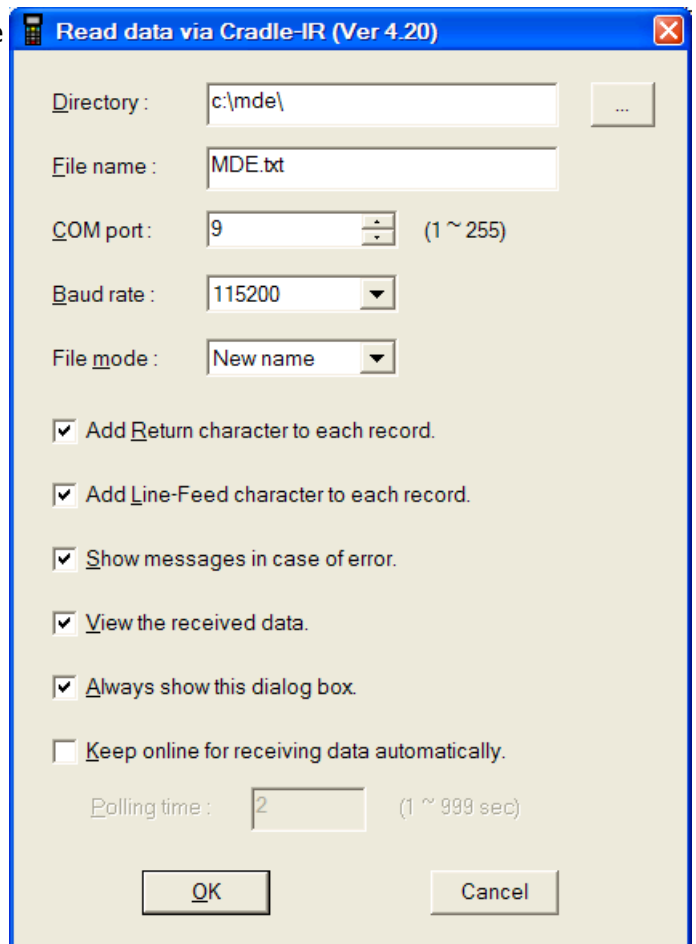 e
Read data via Cradle-IR (Ver 4.20)
Directory : c:\mde\ ...
File name : MDE.txt
COM port : 9 (1 ~ 255)
Baud rate : 115200
File mode : New name
Add Return character to each record.
Add Line-Feed character to each record.
Show messages in case of error.
View the received data.
Always show this dialog box.
Keep online for receiving data automatically.
Polling time : 2 (1 ~ 999 sec)
OK Cancel